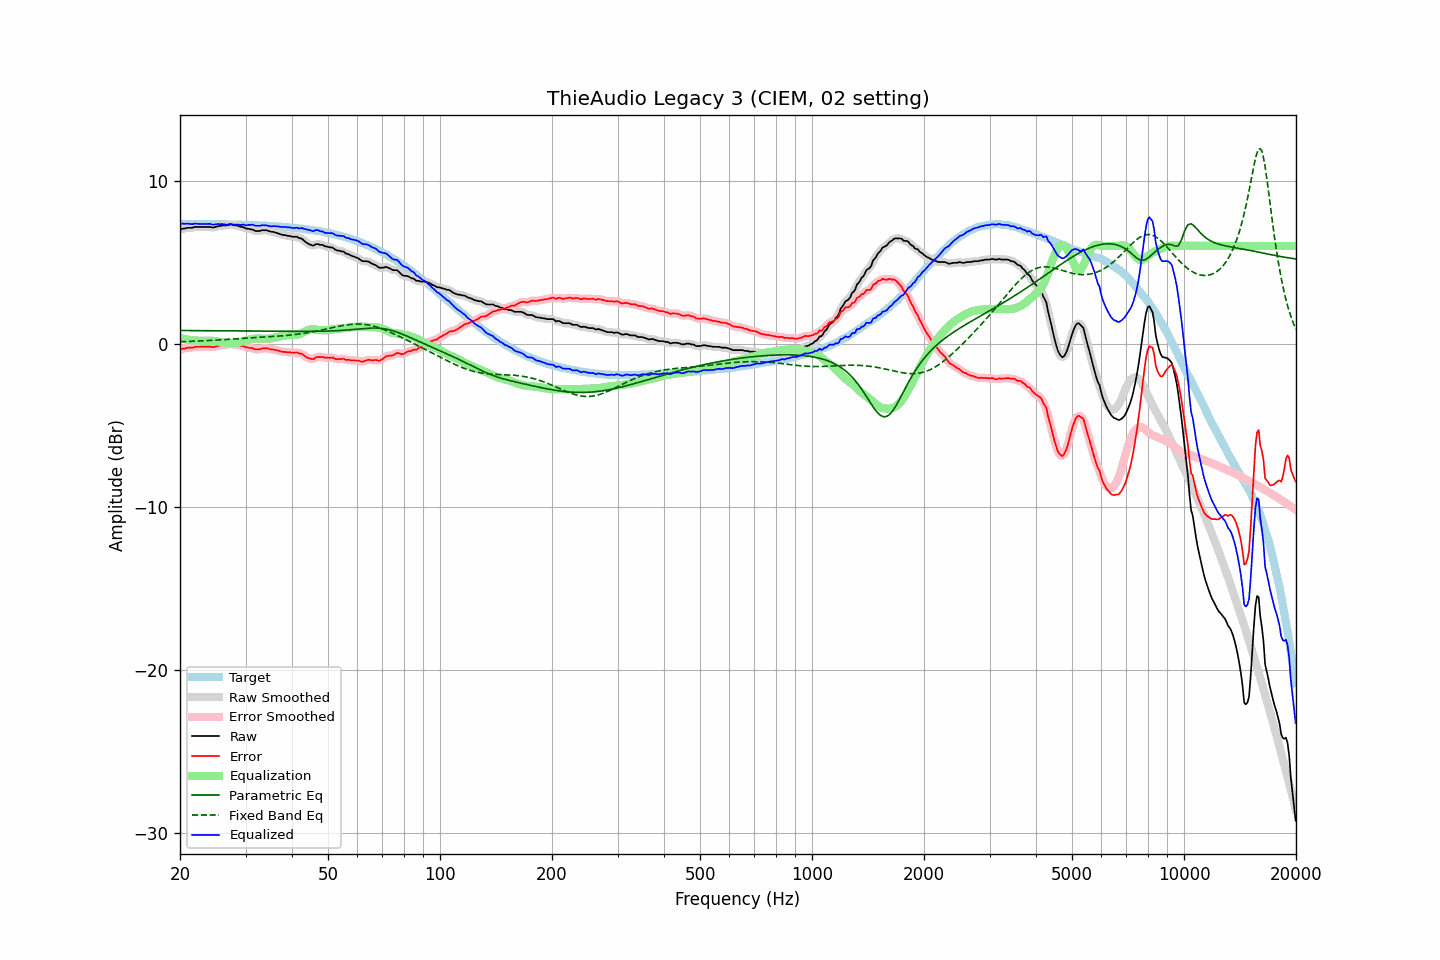 ThieAudio Legacy 3 (CIEM, 02 setting)
Amplitude (dBr)
10
0
−10
−20
−30
Target
Raw Smoothed
Error Smoothed
Raw
Error
Equalization
Parametric Eq
Fixed Band Eq
Equalized
20 50 100 200 500 1000 2000 5000 10000 20000
Frequency (Hz)